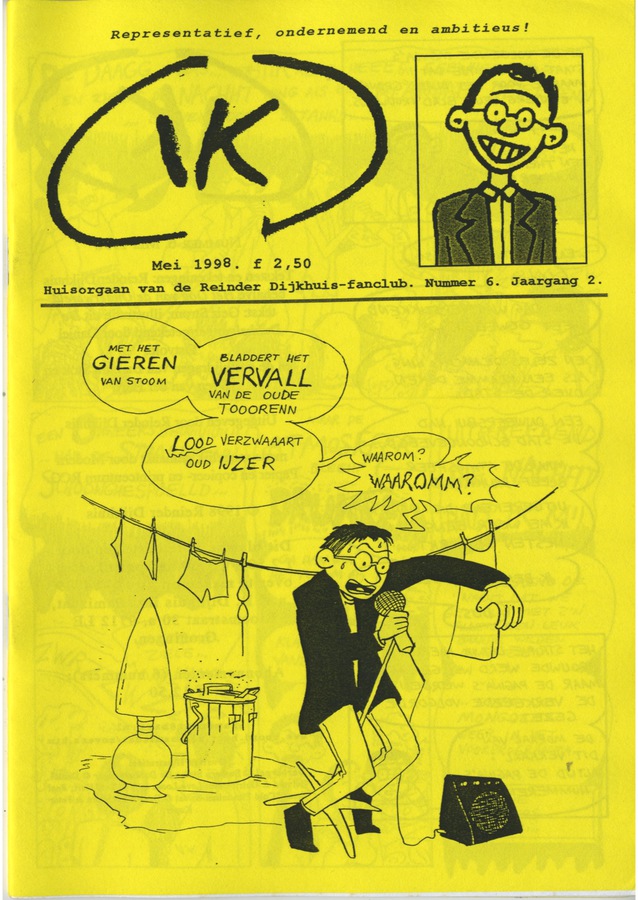 Representatief, ondernemend en ambitieus!
IK
Mei 1998. f 2,50
Huisorgaan van de Reinder Dijkhuis-fanclub. Nummer 6. Jaargang 2.
MET HET
GIEREN
VAN STOOM
BLADDERT HET
VERVALL
VAN DE OUDE
TOOORENN
LOOD VERZWAAART
OUD IJZER
WAAROM?
WAAROMM?